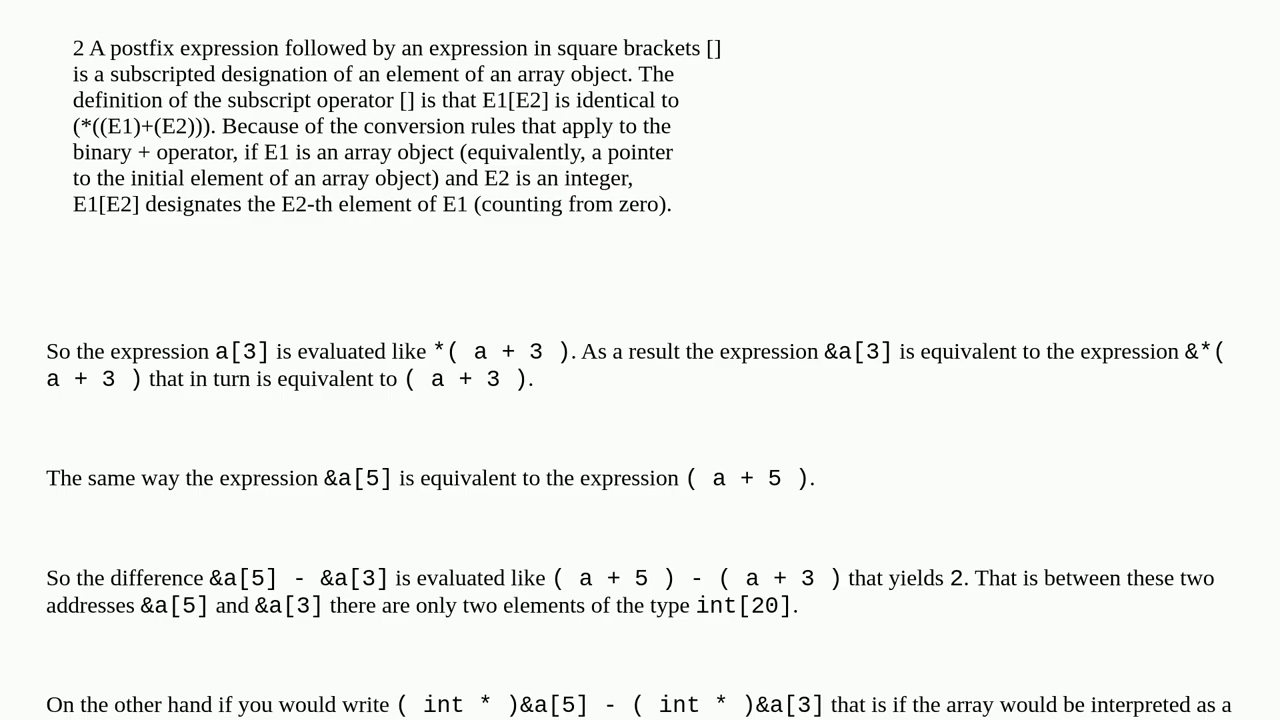 2 A postfix expression followed by an expression in square brackets []
is a subscripted designation of an element of an array object. The
definition of the subscript operator [] is that E1[E2] is identical to
(*((E1)+(E2))). Because of the conversion rules that apply to the
binary + operator, if E1 is an array object (equivalently, a pointer
to the initial element of an array object) and E2 is an integer,
E1[E2] designates the E2-th element of E1 (counting from zero).
So the expression a[3] is evaluated like *( a + 3 ). As a result the expression &a[3] is equivalent to the expression &*(
a + 3 ) that in turn is equivalent to ( a + 3 ).
The same way the expression &a[5] is equivalent to the expression ( a + 5 ).
So the difference &a[5] - &a[3] is evaluated like ( a + 5 ) - ( a + 3 ) that yields 2. That is between these two
addresses &a[5] and &a[3] there are only two elements of the type int[20].
On the other hand if you would write ( int * )&a[5] - ( int * )&a[3] that is if the array would be interpreted as a